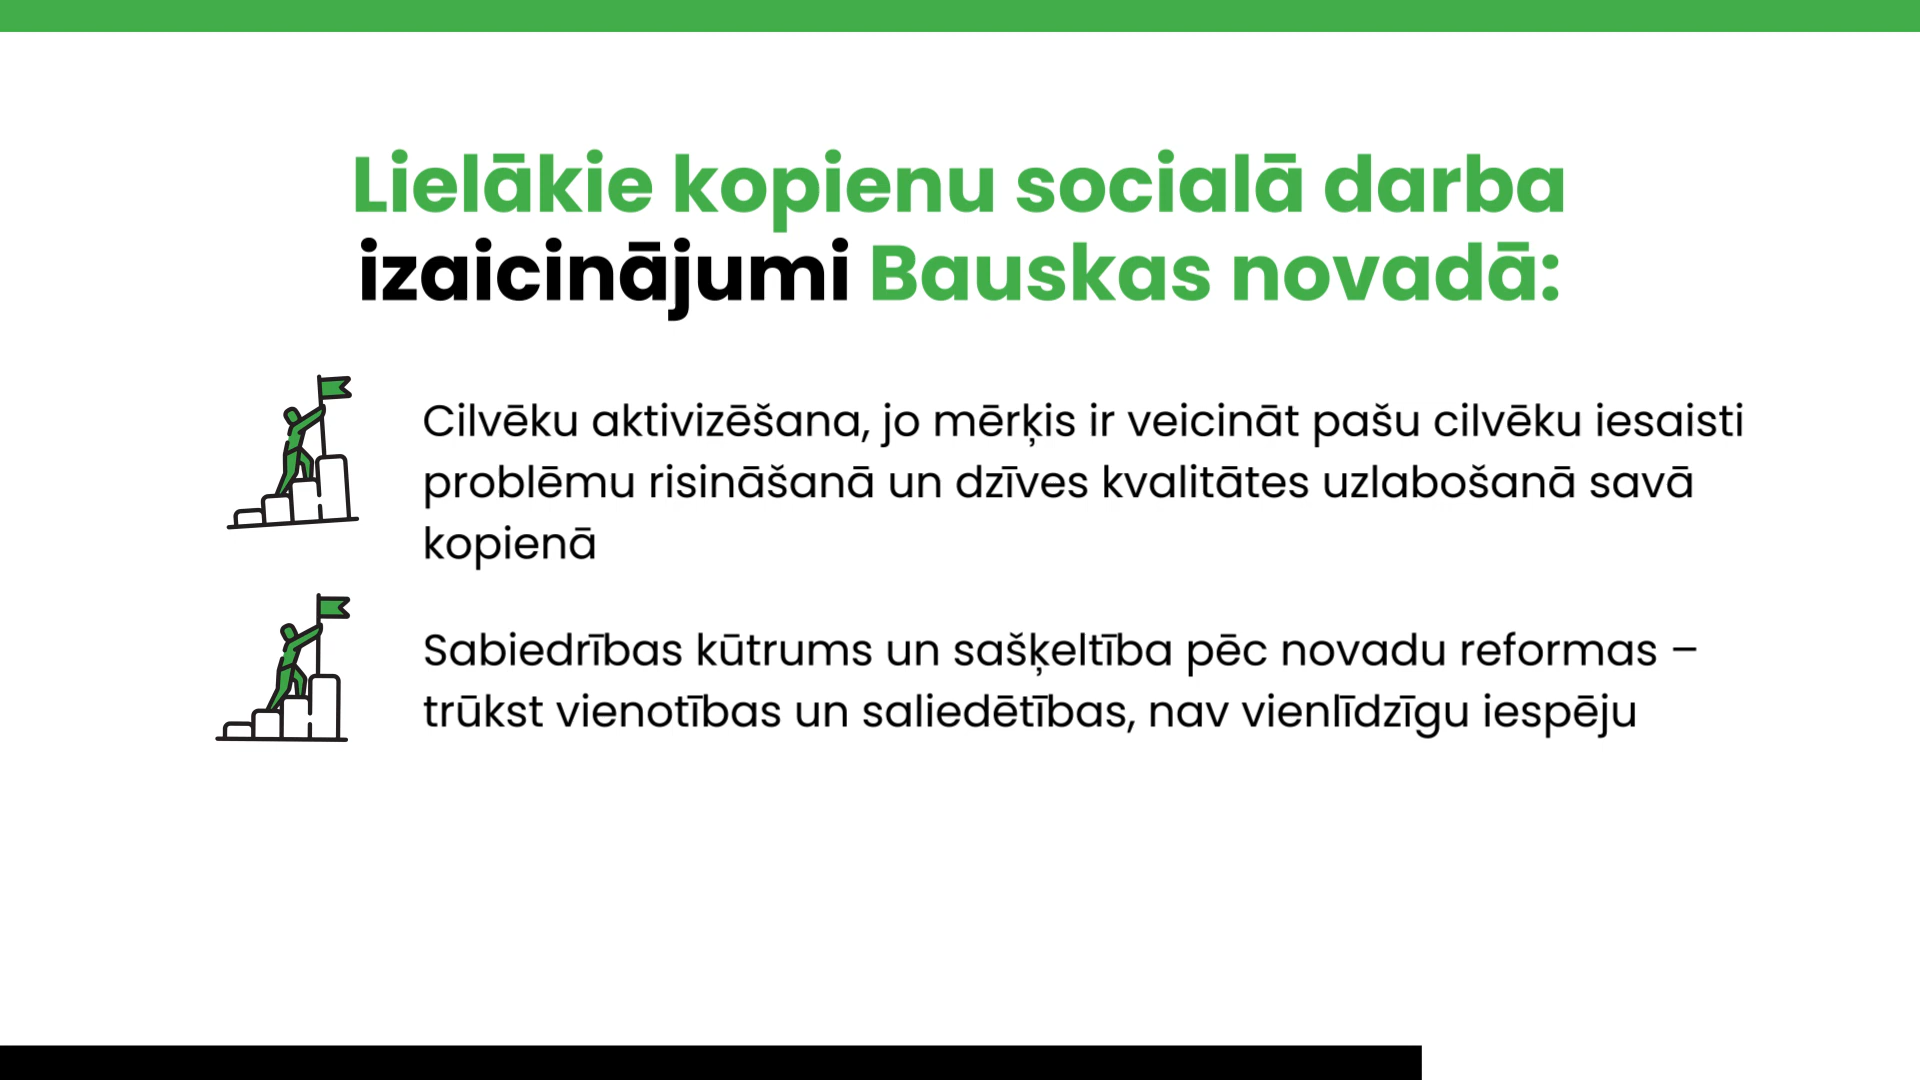 Lielākie kopienu sociālā darba
izaicinājumi Bauskas novadā:
Cilvēku aktivizēšana, jo mērķis ir veicināt pašu cilvēku iesaisti
problēmu risināšanā un dzīves kvalitātes uzlabošanā savā
kopienā
Sabiedrības kūtrums un sašķeltība pēc novadu reformas –
trūkst vienotības un saliedētības, nav vienlīdzīgu iespēju